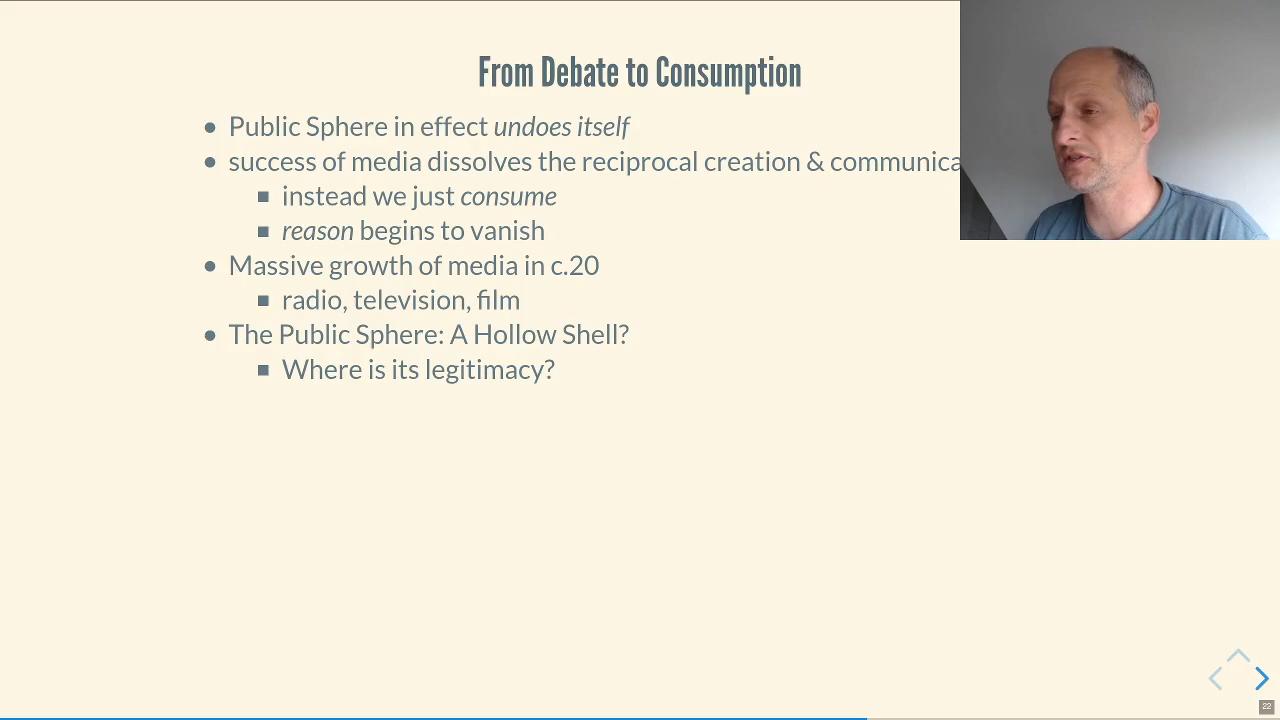 From Debate to Consumption
Public Sphere in effect undoes itself
success of media dissolves the reciprocal creation & communica
instead we just consume
reason begins to vanish
Massive growth of media in c.20
radio, television, film
The Public Sphere: A Hollow Shell?
Where is its legitimacy?
22